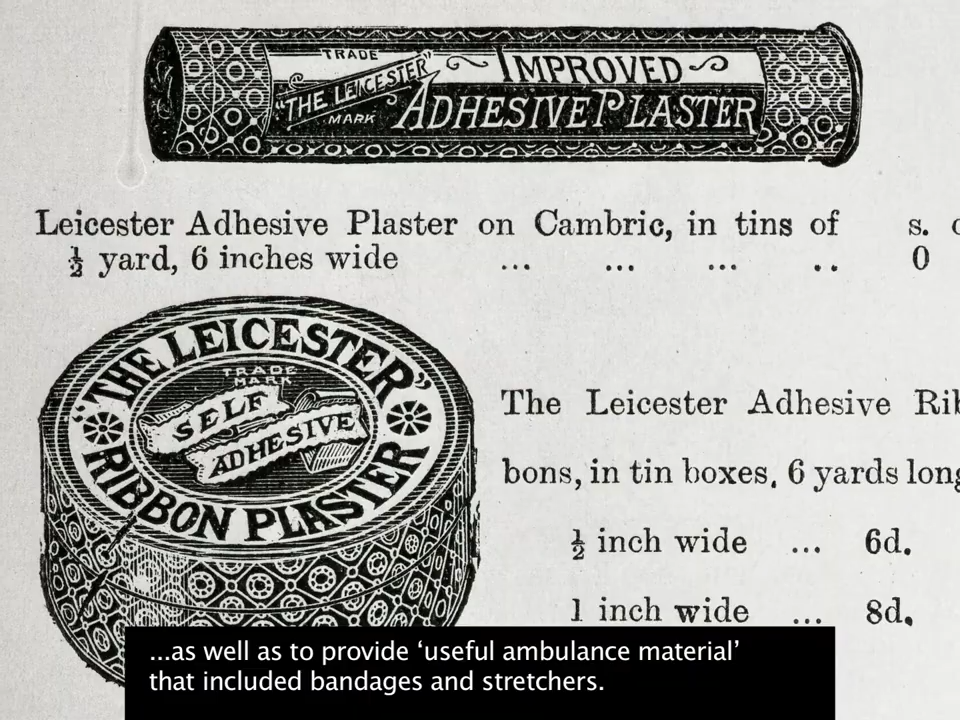 TRADE
"THE LEICESTER"
MARK
IMPROVED
ADHESIVE PLASTER
Leicester Adhesive Plaster on Cambric, in tins of s.
½ yard, 6 inches wide ... ... ... .. 0
"THE LEICESTER"
TRADE
MARK
SELF
ADHESIVE
RIBBON PLASTER
The Leicester Adhesive Rib
bons, in tin boxes, 6 yards long
½ inch wide ... 6d.
1 inch wide ... 8d.
...as well as to provide ‘useful ambulance material’
that included bandages and stretchers.